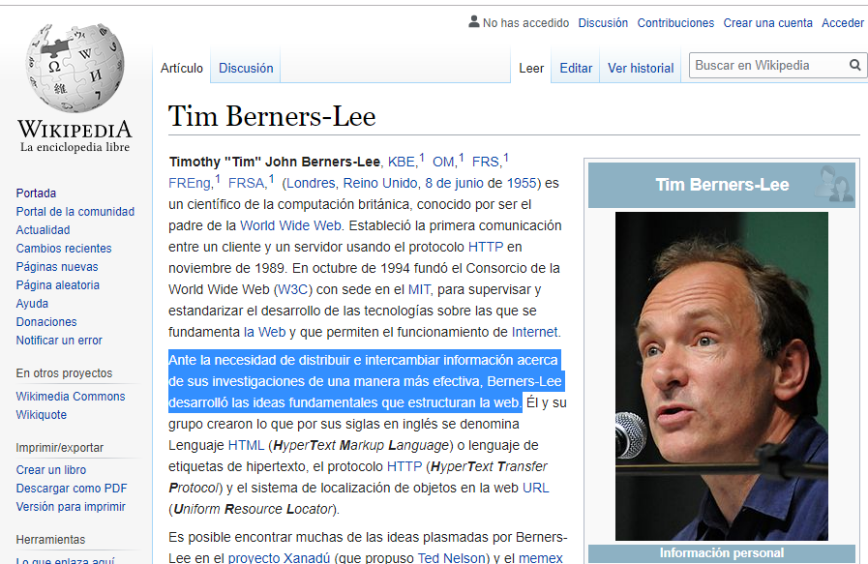 No has accedido Discusión Contribuciones Crear una cuenta Acceder
Artículo Discusión Leer Editar Ver historial Buscar en Wikipedia
WIKIPEDIA
La enciclopedia libre
Portada
Portal de la comunidad
Actualidad
Cambios recientes
Páginas nuevas
Página aleatoria
Ayuda
Donaciones
Notificar un error
En otros proyectos
Wikimedia Commons
Wikiquote
Imprimir/exportar
Crear un libro
Descargar como PDF
Versión para imprimir
Herramientas
Lo que enlaza aquí
Tim Berners-Lee
Timothy "Tim" John Berners-Lee, KBE,1 OM,1 FRS,1
FREng,1 FRSA,1 (Londres, Reino Unido, 8 de junio de 1955) es
un científico de la computación británica, conocido por ser el
padre de la World Wide Web. Estableció la primera comunicación
entre un cliente y un servidor usando el protocolo HTTP en
noviembre de 1989. En octubre de 1994 fundó el Consorcio de la
World Wide Web (W3C) con sede en el MIT, para supervisar y
estandarizar el desarrollo de las tecnologías sobre las que se
fundamenta la Web y que permiten el funcionamiento de Internet.
Ante la necesidad de distribuir e intercambiar información acerca
de sus investigaciones de una manera más efectiva, Berners-Lee
desarrolló las ideas fundamentales que estructuran la web. Él y su
grupo crearon lo que por sus siglas en inglés se denomina
Lenguaje HTML (HyperText Markup Language) o lenguaje de
etiquetas de hipertexto, el protocolo HTTP (HyperText Transfer
Protocol) y el sistema de localización de objetos en la web URL
(Uniform Resource Locator).
Es posible encontrar muchas de las ideas plasmadas por Berners-
Lee en el proyecto Xanadú (que propuso Ted Nelson) y el memex
Tim Berners-Lee
Información personal